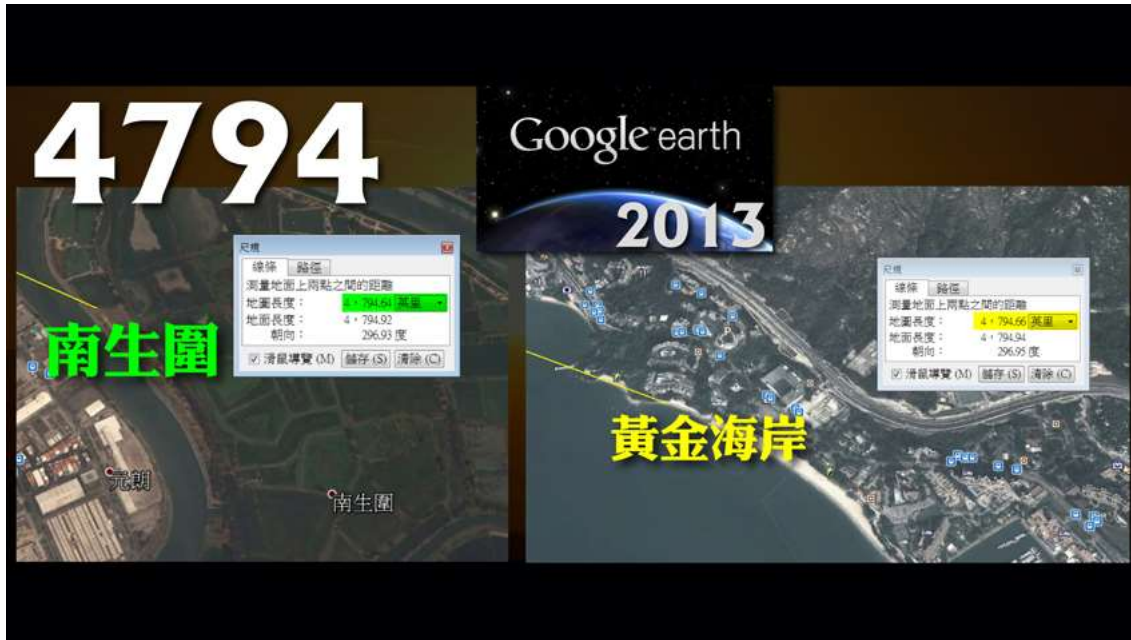 4794
Google earth
2013
尺規
線條 路徑
測量地面上兩點之間的距離
地圖長度： 4，794.64 英里
地面長度： 4，794.92
朝向： 296.93 度
滑鼠導覽 (M) 儲存 (S) 清除 (C)
南生圍
元朗
南生圍
尺規
線條 路徑
測量地面上兩點之間的距離
地圖長度： 4，794.66 英里
地面長度： 4，794.94
朝向： 296.95 度
滑鼠導覽 (M) 儲存 (S) 清除 (C)
黃金海岸